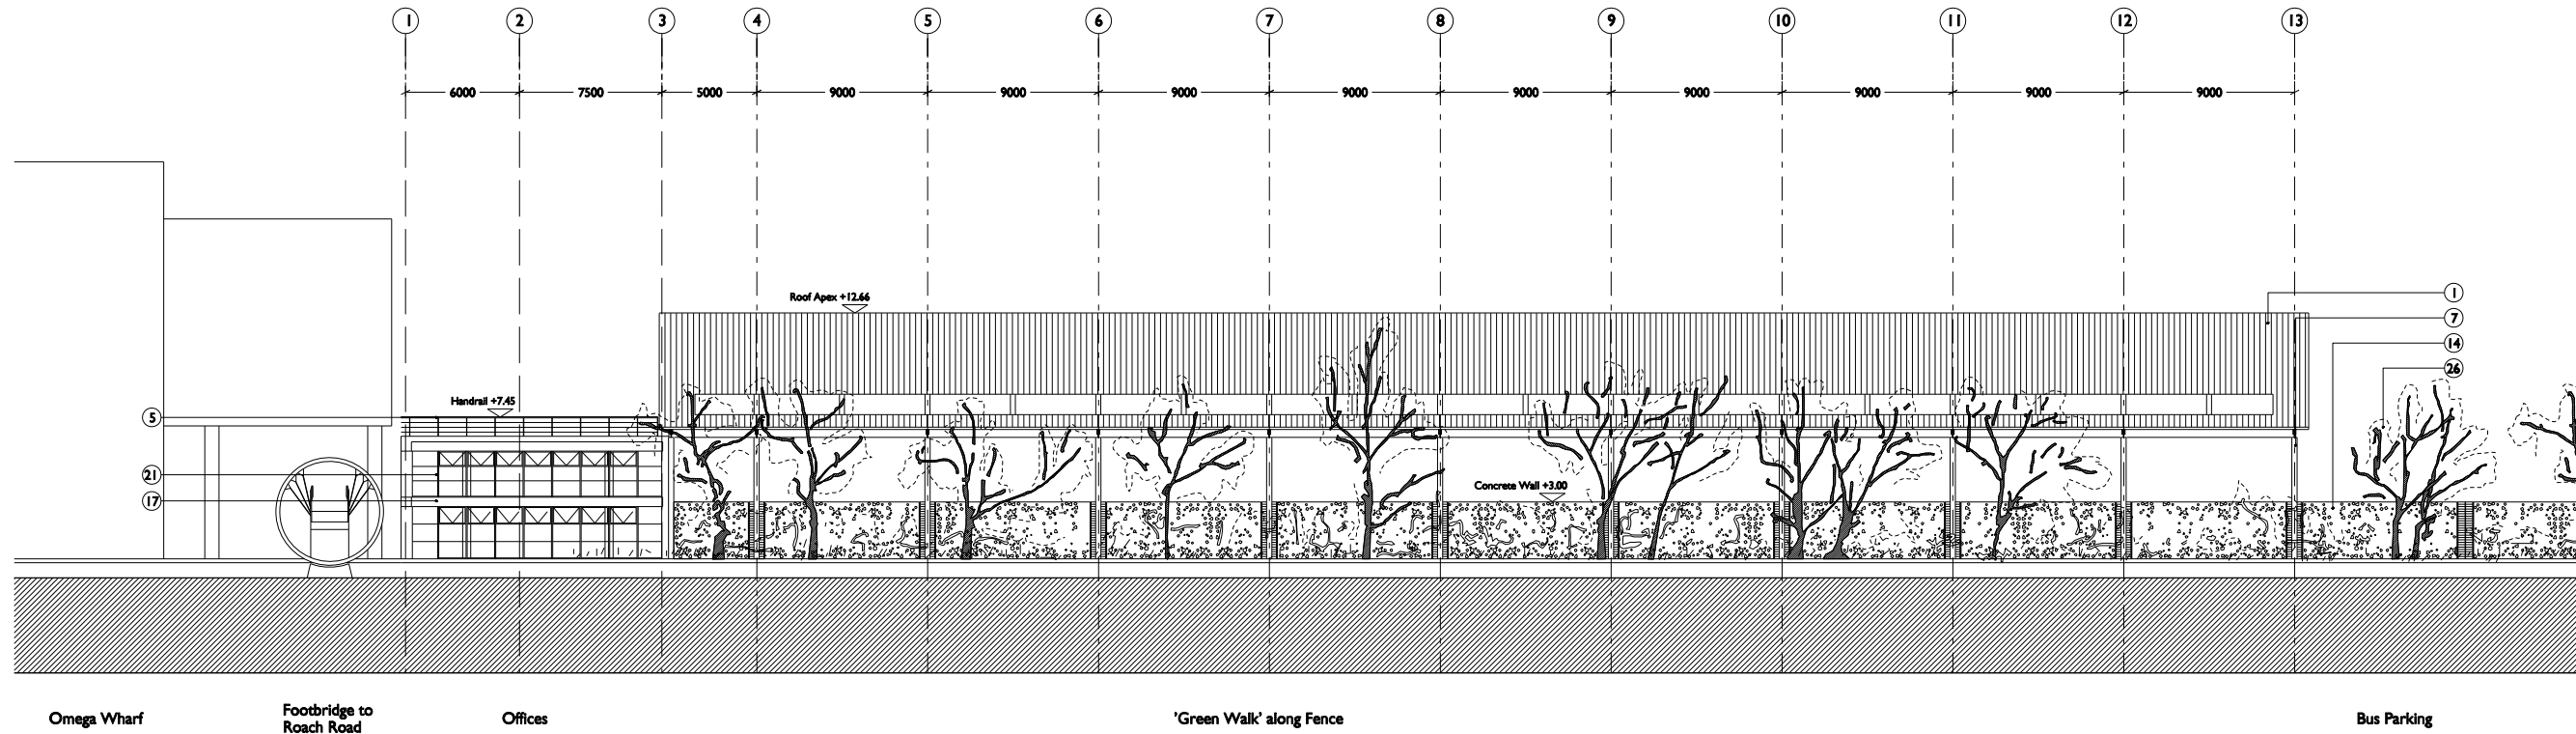 1 2 3 4 5 6 7 8 9 10 11 12 13
6000 7500 5000 9000 9000 9000 9000 9000 9000 9000 9000 9000
Roof Apex +12.66
1
7
14
26
Handrail +7.45
5
21
17
Concrete Wall +3.00
Omega Wharf
Footbridge to
Roach Road
Offices
'Green Walk' along Fence
Bus Parking